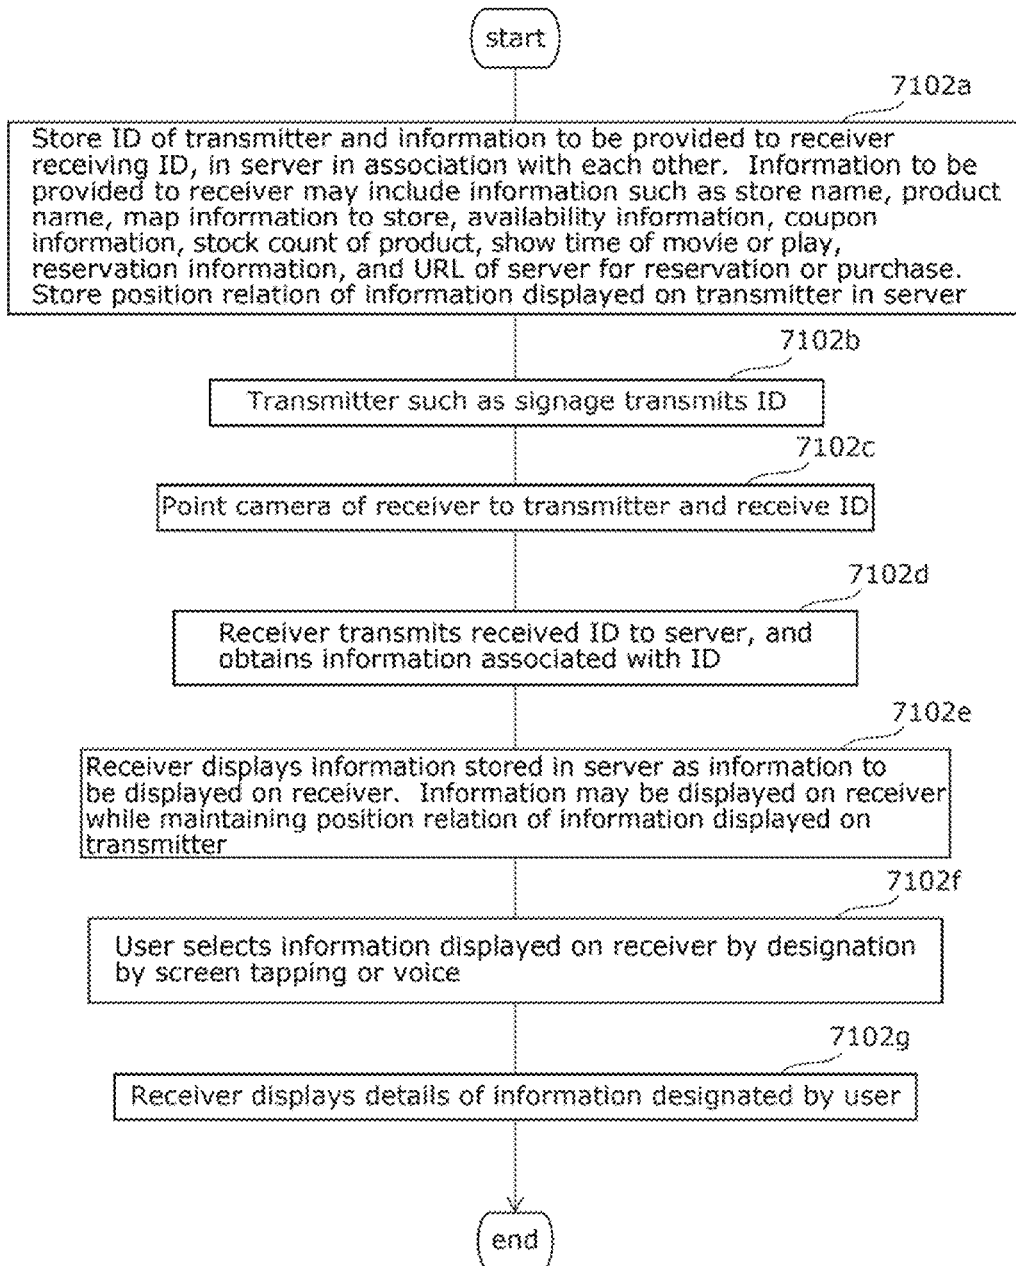 start
7102a
Store ID of transmitter and information to be provided to receiver
receiving ID, in server in association with each other. Information to be
provided to receiver may include information such as store name, product
name, map information to store, availability information, coupon
information, stock count of product, show time of movie or play,
reservation information, and URL of server for reservation or purchase.
Store position relation of information displayed on transmitter in server
7102b
Transmitter such as signage transmits ID
7102c
Point camera of receiver to transmitter and receive ID
7102d
Receiver transmits received ID to server, and
obtains information associated with ID
7102e
Receiver displays information stored in server as information to
be displayed on receiver. Information may be displayed on receiver
while maintaining position relation of information displayed on
transmitter
7102f
User selects information displayed on receiver by designation
by screen tapping or voice
7102g
Receiver displays details of information designated by user
end